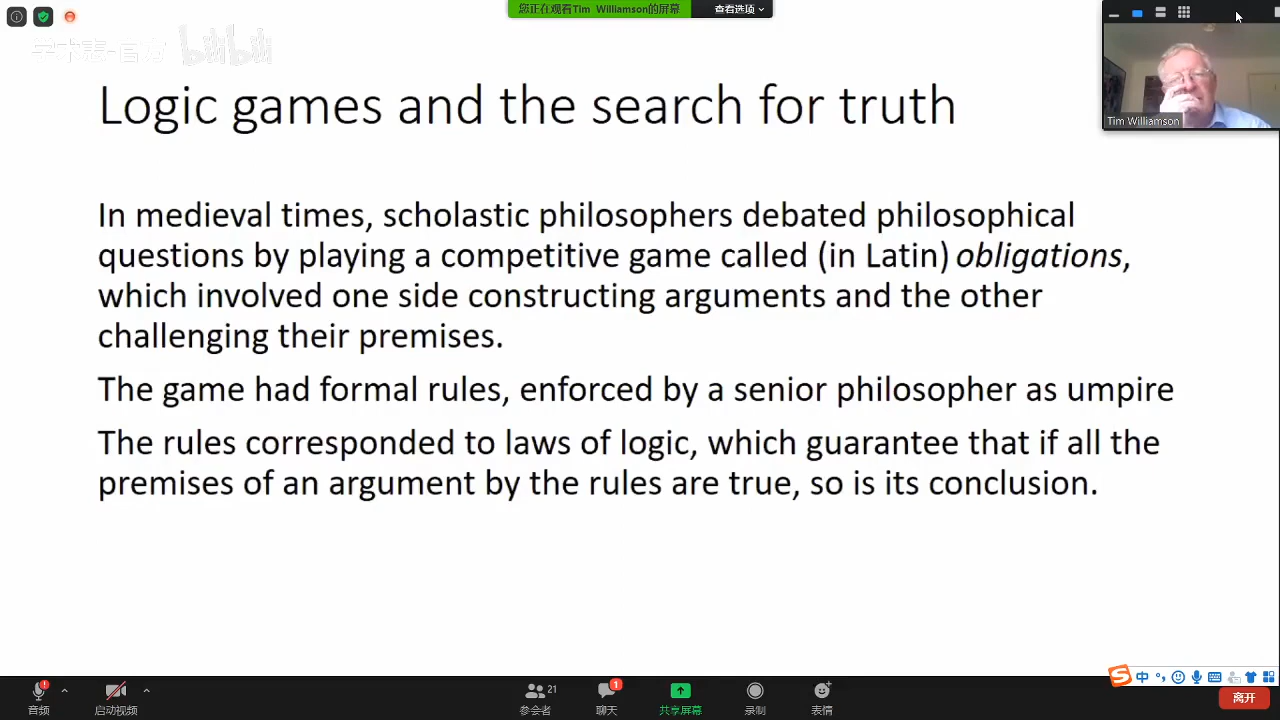 您正在观看Tim Williamson的屏幕
查看选项
学术志-官方
bilibili
Tim Williamson
Logic games and the search for truth
In medieval times, scholastic philosophers debated philosophical
questions by playing a competitive game called (in Latin) obligations,
which involved one side constructing arguments and the other
challenging their premises.
The game had formal rules, enforced by a senior philosopher as umpire
The rules corresponded to laws of logic, which guarantee that if all the
premises of an argument by the rules are true, so is its conclusion.
中
音频
启动视频
21
参会者
1
聊天
共享屏幕
录制
表情
离开